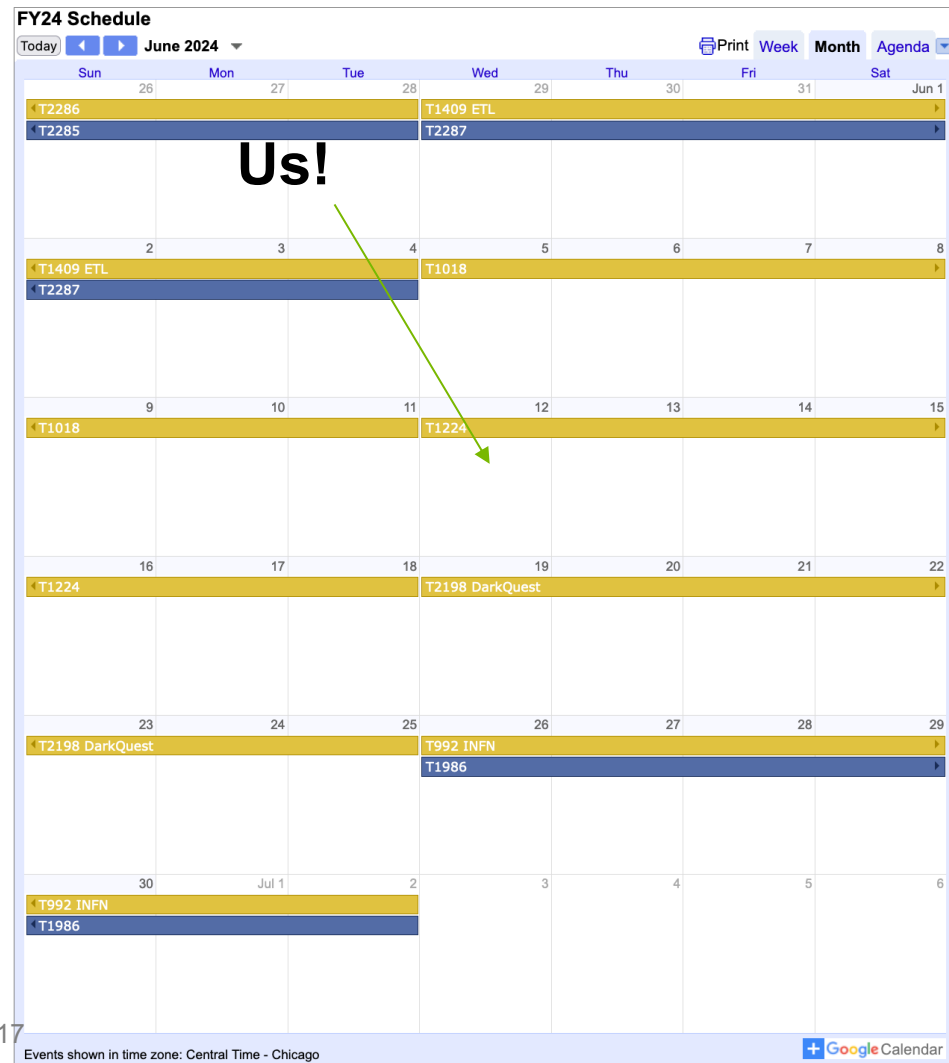 FY24 Schedule
Today June 2024 Print Week Month Agenda
Sun Mon Tue Wed Thu Fri Sat
26 27 28 29 30 31 Jun 1
T2286 T1409 ETL
T2285 T2287
Us!
2 3 4 5 6 7 8
T1409 ETL T1018
T2287
9 10 11 12 13 14 15
T1018 T1224
16 17 18 19 20 21 22
T1224 T2198 DarkQuest
23 24 25 26 27 28 29
T2198 DarkQuest T992 INFN
T1986
30 Jul 1 2 3 4 5 6
T992 INFN
T1986
17
Events shown in time zone: Central Time - Chicago
Google Calendar